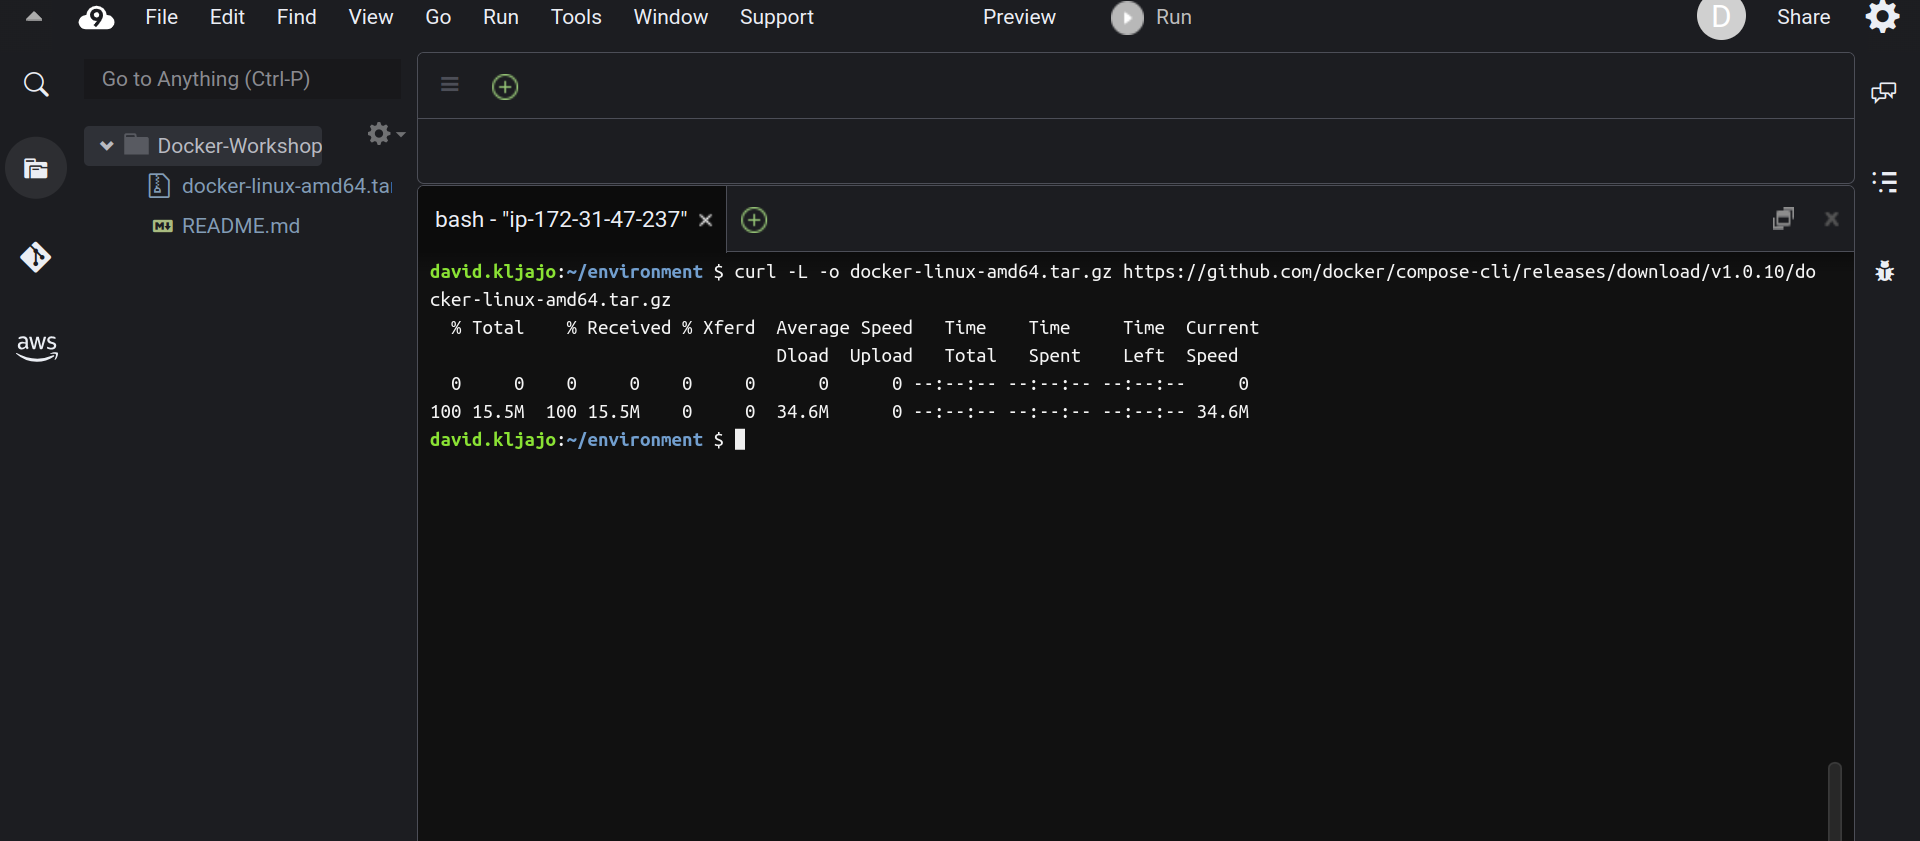 9 File Edit Find View Go Run Tools Window Support Preview Run D Share
Go to Anything (Ctrl-P)
Docker-Workshop
docker-linux-amd64.tar
M↓ README.md
aws
bash - "ip-172-31-47-237"
david.kljajo:~/environment $ curl -L -o docker-linux-amd64.tar.gz https://github.com/docker/compose-cli/releases/download/v1.0.10/do
cker-linux-amd64.tar.gz
% Total % Received % Xferd Average Speed Time Time Time Current
Dload Upload Total Spent Left Speed
0 0 0 0 0 0 0 0 --:--:-- --:--:-- --:--:-- 0
100 15.5M 100 15.5M 0 0 34.6M 0 --:--:-- --:--:-- --:--:-- 34.6M
david.kljajo:~/environment $